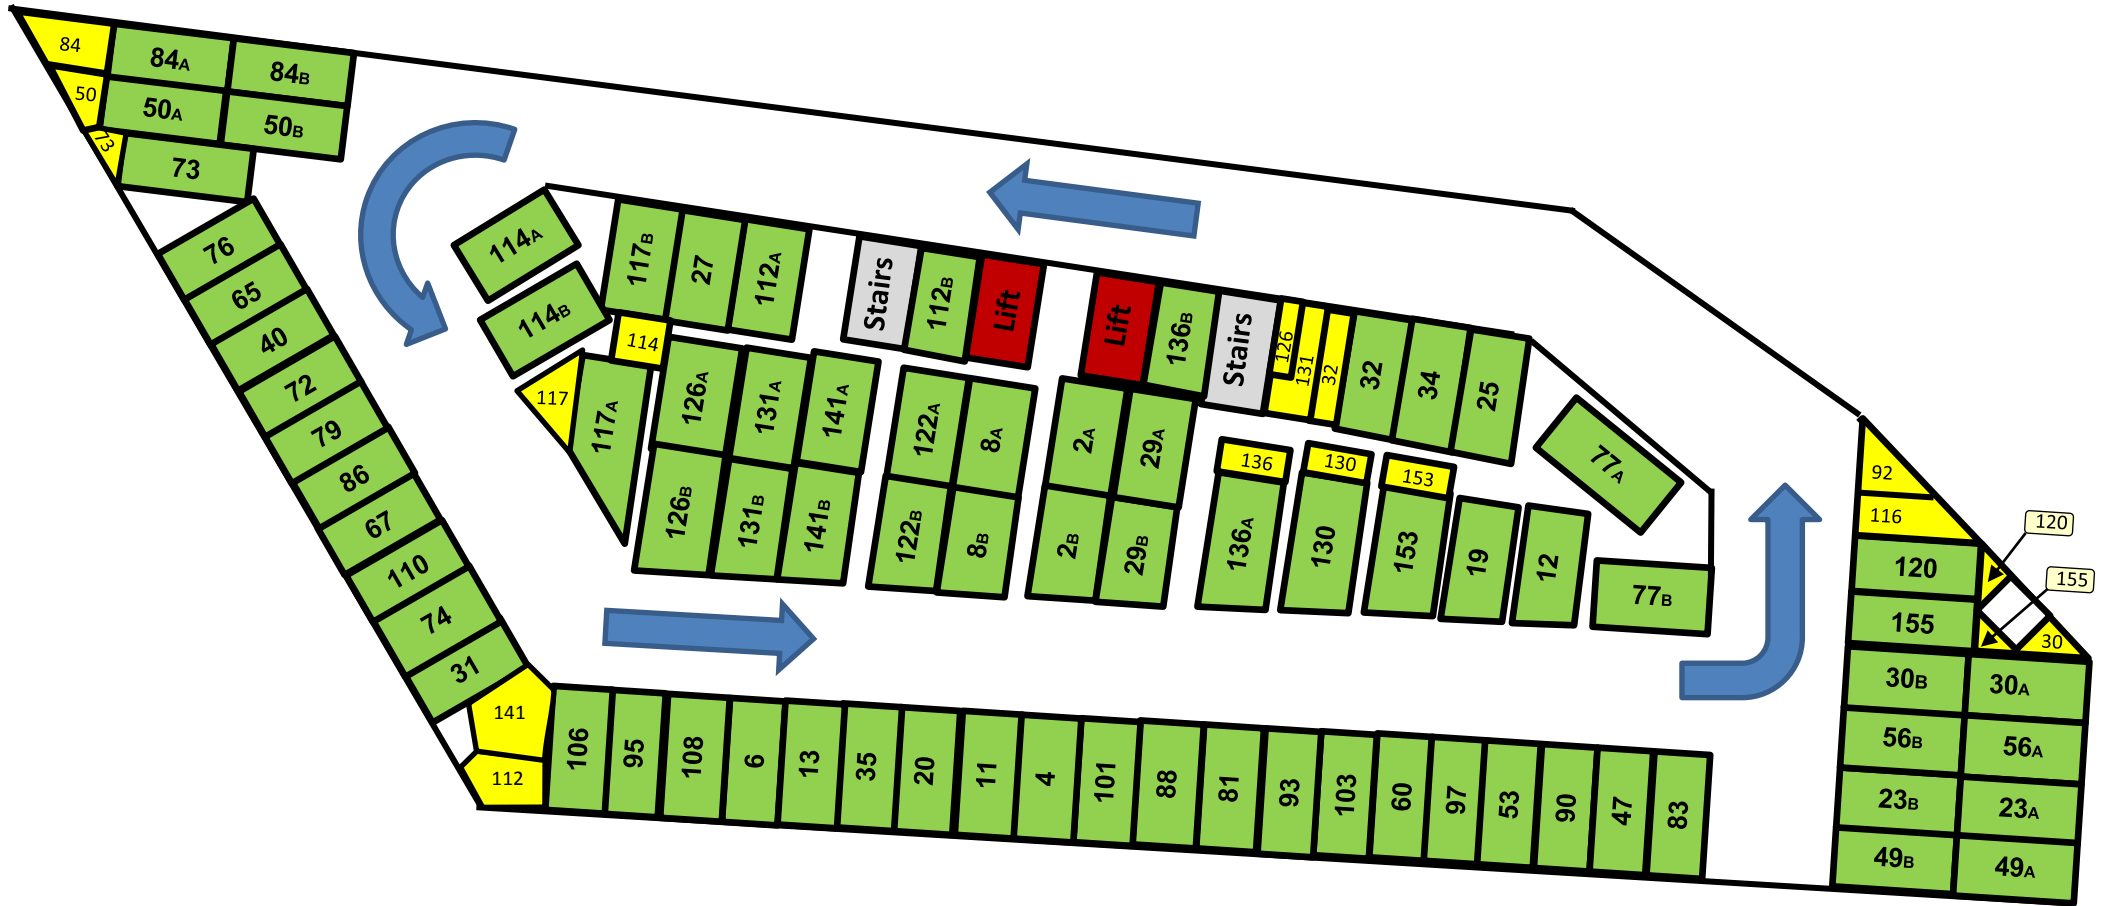 84
84A
84B
50
50A
50B
73
73
76
65
40
72
79
86
67
110
74
31
141
112
114A
114B
117B
27
112A
Stairs
112B
Lift
Lift
136B
Stairs
126
131
32
32
34
25
77A
77B
114
117
117A
126A
131A
141A
126B
131B
141B
122A
8A
122B
8B
2A
29A
2B
29B
136
136A
130
130
153
153
19
12
106
95
108
6
13
35
20
11
4
101
88
81
93
103
60
97
53
90
47
83
92
116
120
120
155
155
30
30B
30A
56B
56A
23B
23A
49B
49A